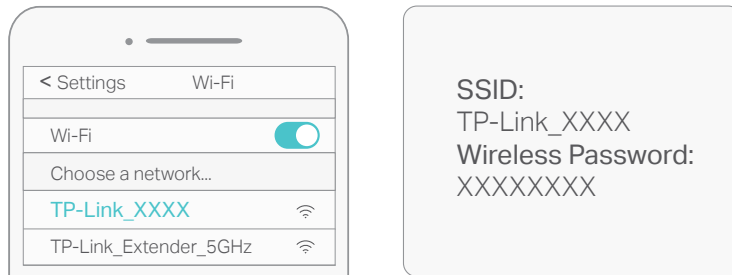 < Settings Wi-Fi
Wi-Fi
Choose a network...
TP-Link_XXXX
TP-Link_Extender_5GHz
SSID:
TP-Link_XXXX
Wireless Password:
XXXXXXXX